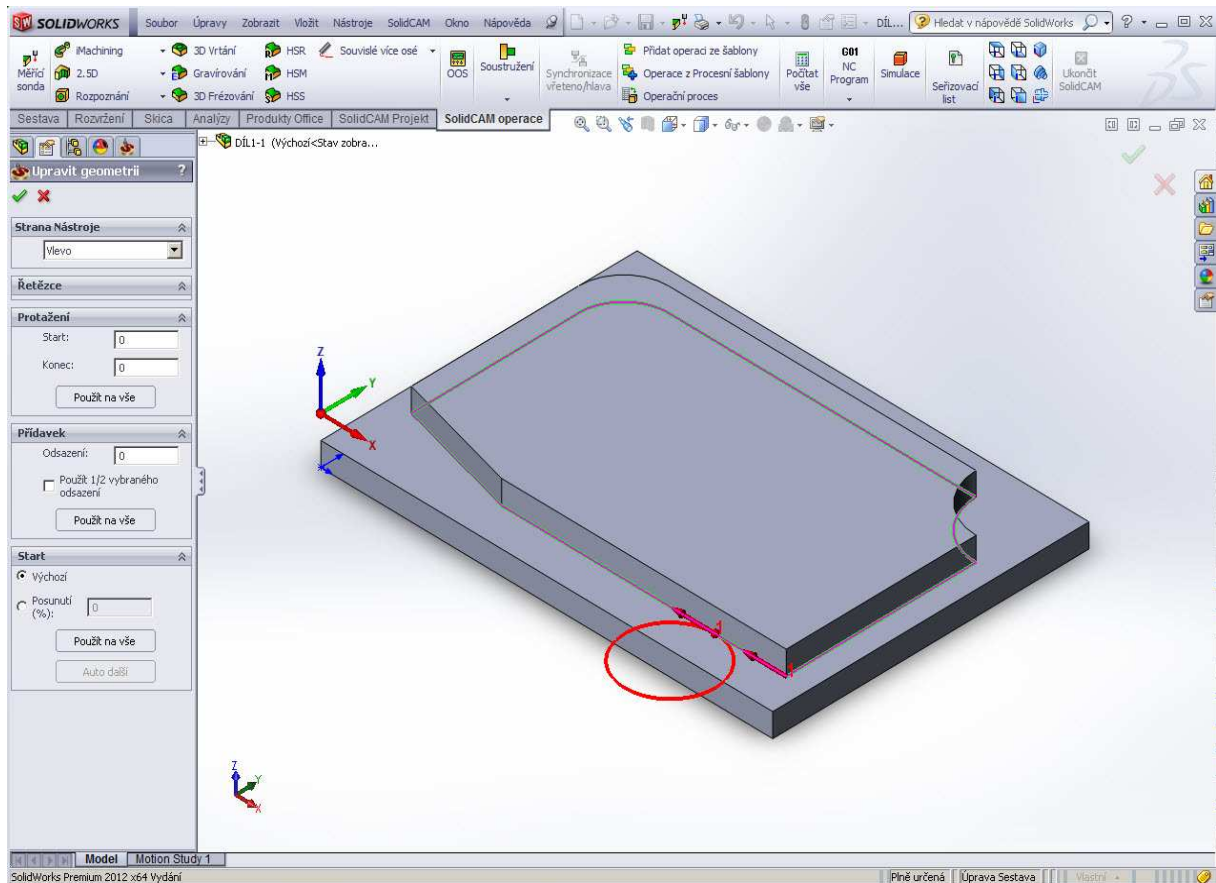 SOLIDWORKS Soubor Úpravy Zobrazit Vložit Nástroje SolidCAM Okno Nápověda DÍL... Hledat v nápovědě SolidWorks ?
Měřící sonda
iMachining
2.5D
Rozpoznání
3D Vrtání
Gravírování
3D Frézování
HSR
HSM
HSS
Souvislé více osé
OOS
Soustružení
Synchronizace
vřeteno/hlava
Přidat operaci ze šablony
Operace z Procesní šablony
Operační proces
Počítat
vše
G01
NC
Program
Simulace
Seřizovací
list
Ukončit
SolidCAM
Sestava Rozvržení Skica Analýzy Produkty Office SolidCAM Projekt SolidCAM operace
DÍL1-1 (Výchozí<Stav zobra...
Upravit geometrii ?
Strana Nástroje
Vlevo
Řetězce
Protažení
Start: 0
Konec: 0
Použít na vše
Přídavek
Odsazení: 0
Použít 1/2 vybraného
odsazení
Použít na vše
Start
Výchozí
Posunutí
(%): 0
Použít na vše
Auto další
Z
Y
X
1
1
Z
Y
X
Model Motion Study 1
SolidWorks Premium 2012 x64 Vydání Plně určená Úprava Sestava Vlastní